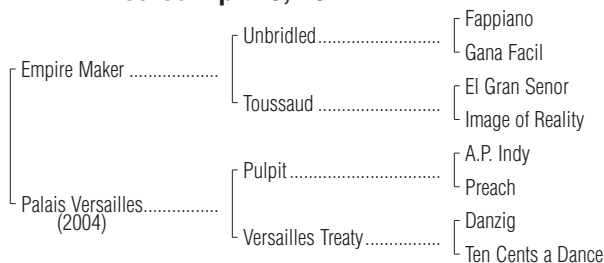 Unbridled
Fappiano
Gana Facil
Empire Maker
Toussaud
El Gran Senor
Image of Reality
Pulpit
A.P. Indy
Preach
Palais Versailles
(2004)
Versailles Treaty
Danzig
Ten Cents a Dance